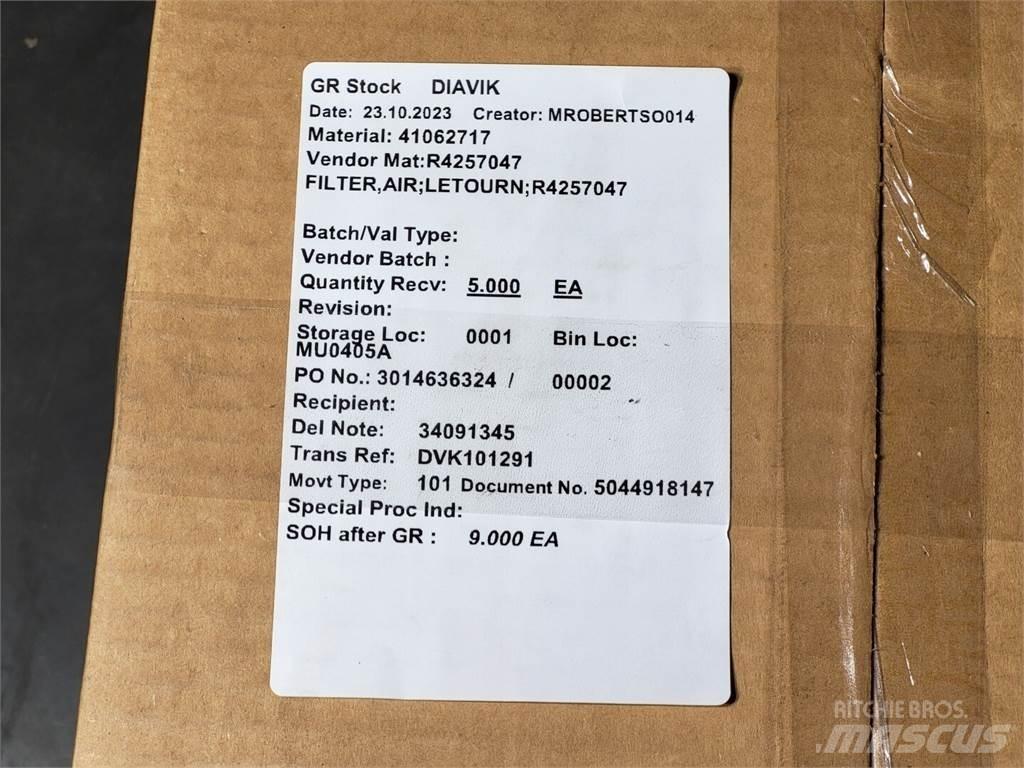 GR Stock DIAVIK
Date: 23.10.2023 Creator: MROBERTSO014
Material: 41062717
Vendor Mat:R4257047
FILTER,AIR;LETOURN;R4257047
Batch/Val Type:
Vendor Batch :
Quantity Recv: 5.000 EA
Revision:
Storage Loc: 0001 Bin Loc:
MU0405A
PO No.: 3014636324 / 00002
Recipient:
Del Note: 34091345
Trans Ref: DVK101291
Movt Type: 101 Document No. 5044918147
Special Proc Ind:
SOH after GR : 9.000 EA
RITCHIE BROS.
MASCUS